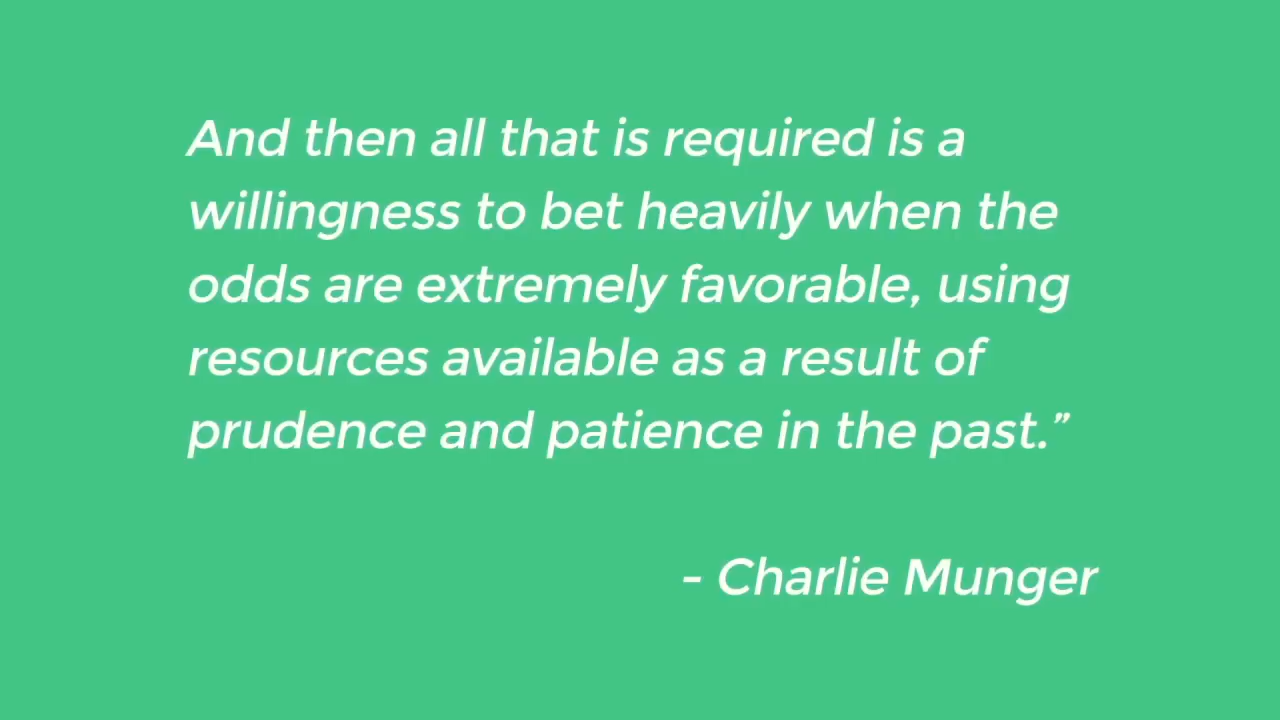 And then all that is required is a
willingness to bet heavily when the
odds are extremely favorable, using
resources available as a result of
prudence and patience in the past.”
- Charlie Munger